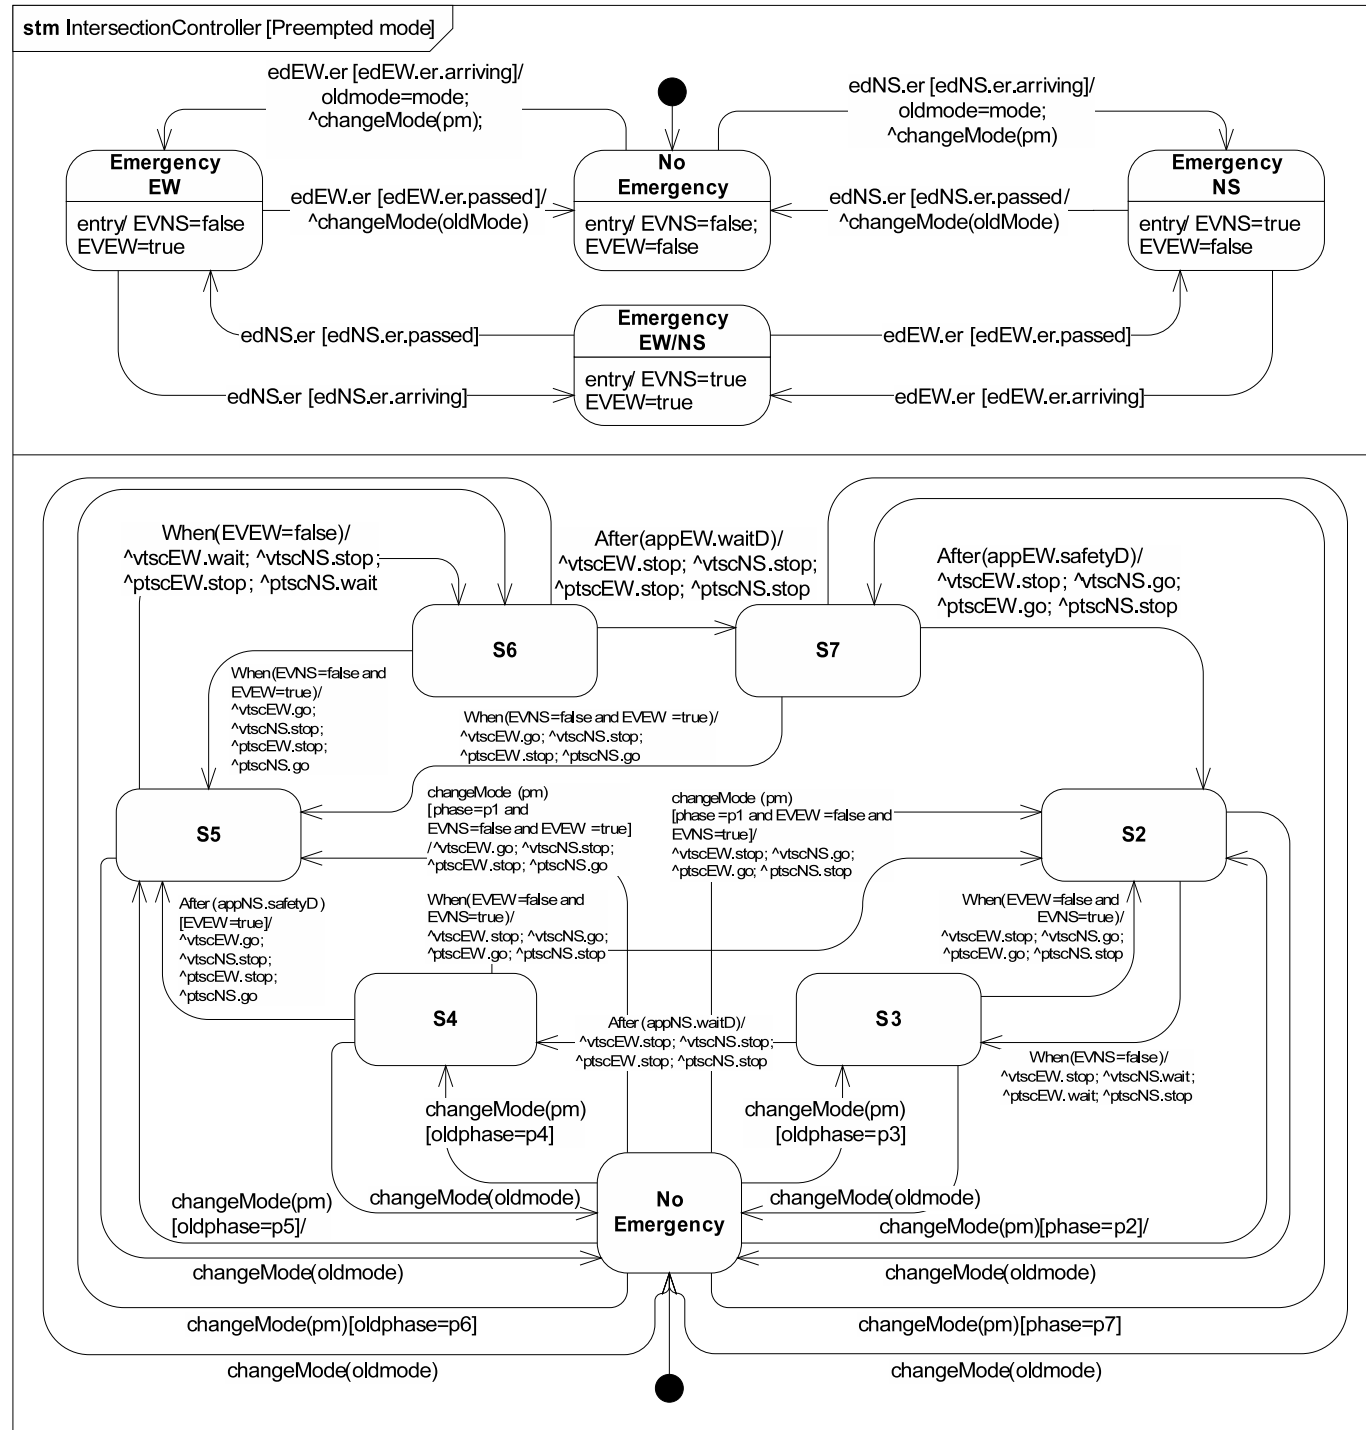 stm IntersectionController [Preempted mode]
edEW.er [edEW.er.arriving]/
oldmode=mode;
^changeMode(pm);
edNS.er [edNS.er.arriving]/
oldmode=mode;
^changeMode(pm)
Emergency
EW
entry/ EVNS=false
EVEW=true
edEW.er [edEW.er.passed]/
^changeMode(oldMode)
No
Emergency
entry/ EVNS=false;
EVEW=false
edNS.er [edNS.er.passed/
^changeMode(oldMode)
Emergency
NS
entry/ EVNS=true
EVEW=false
edNS.er [edNS.er.passed]
Emergency
EW/NS
entry/ EVNS=true
EVEW=true
edEW.er [edEW.er.passed]
edNS.er [edNS.er.arriving]
edEW.er [edEW.er.arriving]
When(EVEW=false)/
^vtscEW.wait; ^vtscNS.stop;
^ptscEW.stop; ^ptscNS.wait
After(appEW.waitD)/
^vtscEW.stop; ^vtscNS.stop;
^ptscEW.stop; ^ptscNS.stop
After(appEW.safetyD)/
^vtscEW.stop; ^vtscNS.go;
^ptscEW.go; ^ptscNS.stop
S6
S7
When(EVNS=false and
EVEW=true)/
^vtscEW.go;
^vtscNS.stop;
^ptscEW.stop;
^ptscNS.go
When(EVNS=false and EVEW =true)/
^vtscEW.go; ^vtscNS.stop;
^ptscEW.stop; ^ptscNS.go
S5
changeMode (pm)
[phase=p1 and
EVNS=false and EVEW =true]
/ ^vtscEW.go; ^vtscNS.stop;
^ptscEW.stop; ^ptscNS.go
changeMode (pm)
[phase =p1 and EVEW =false and
EVNS=true]/
^vtscEW.stop; ^vtscNS.go;
^ptscEW.go; ^ptscNS.stop
S2
After (appNS.safetyD)
[EVEW=true]/
^vtscEW.go;
^vtscNS.stop;
^ptscEW.stop;
^ptscNS.go
When(EVEW=false and
EVNS=true)/
^vtscEW.stop; ^vtscNS.go;
^ptscEW.go; ^ptscNS.stop
When(EVEW=false and
EVNS=true)/
^vtscEW.stop; ^vtscNS.go;
^ptscEW.go; ^ptscNS.stop
S4
After (appNS.waitD)/
^vtscEW.stop; ^vtscNS.stop;
^ptscEW.stop; ^ptscNS.stop
S3
When(EVNS=false)/
^vtscEW.stop; ^vtscNS.wait;
^ptscEW.wait; ^ptscNS.stop
changeMode(pm)
[oldphase=p4]
changeMode(pm)
[oldphase=p3]
changeMode(pm)
[oldphase=p5]/
changeMode(oldmode)
No
Emergency
changeMode(oldmode)
changeMode(pm)[phase=p2]/
changeMode(oldmode)
changeMode(oldmode)
changeMode(pm)[oldphase=p6]
changeMode(pm)[phase=p7]
changeMode(oldmode)
changeMode(oldmode)